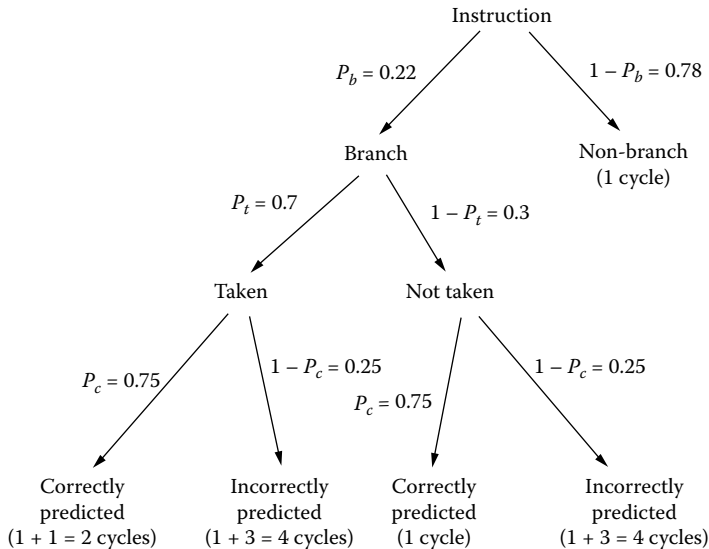 Instruction
P_b = 0.22
1 – P_b = 0.78
Branch
Non-branch
(1 cycle)
P_t = 0.7
1 – P_t = 0.3
Taken
Not taken
P_c = 0.75
1 – P_c = 0.25
P_c = 0.75
1 – P_c = 0.25
Correctly
predicted
(1 + 1 = 2 cycles)
Incorrectly
predicted
(1 + 3 = 4 cycles)
Correctly
predicted
(1 cycle)
Incorrectly
predicted
(1 + 3 = 4 cycles)